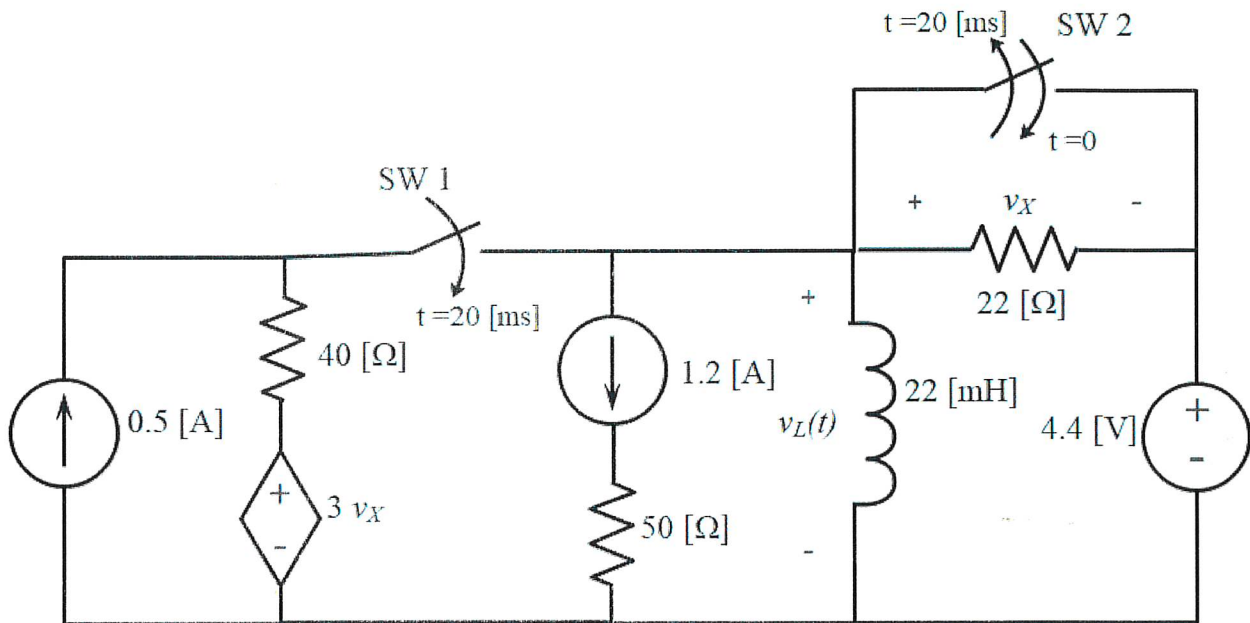 t =20 [ms]
SW 2
t =0
SW 1
+ vX -
t =20 [ms]
22 [Ω]
+
40 [Ω]
1.2 [A]
22 [mH]
0.5 [A]
vL(t)
4.4 [V]
+
-
+
3 vX
-
50 [Ω]
-